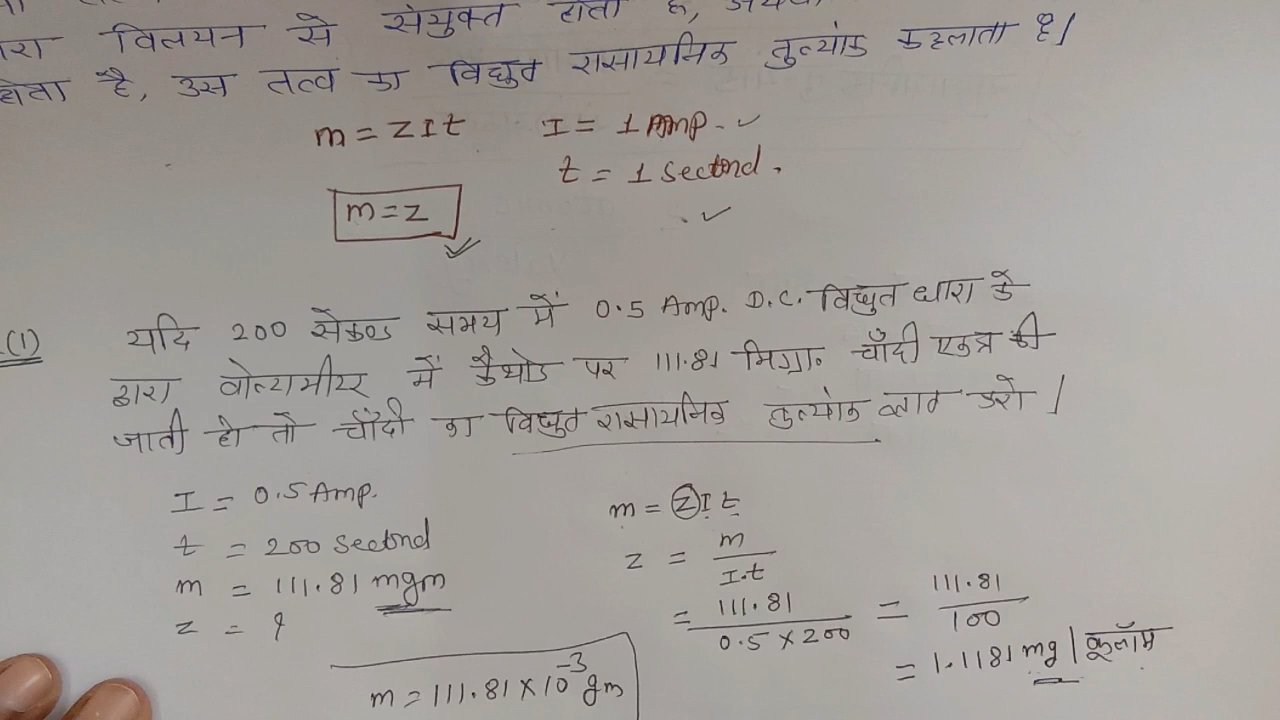 विलयन से संयुक्त होता है,
होता है, उस तत्व का विद्युत रासायनिक तुल्यांक कहलाता है।
m = ZIt I = 1 Amp.
t = 1 Second.
m = z
(1) यदि 200 सेकण्ड समय में 0.5 Amp. D.C. विद्युत धारा के
द्वारा वोल्टामीटर में कैथोड पर 111.81 मिग्रा. चाँदी एकत्र की
जाती हो तो चाँदी का विद्युत रासायनिक तुल्यांक ज्ञात करो।
I = 0.5 Amp.
t = 200 Second
m = 111.81 mgm
z = ?
m = 111.81 × 10⁻³ gm
m = ZIt
z = m / I.t
= 111.81 / 0.5 × 200 = 111.81 / 100
= 1.1181 mg / कूलॉम